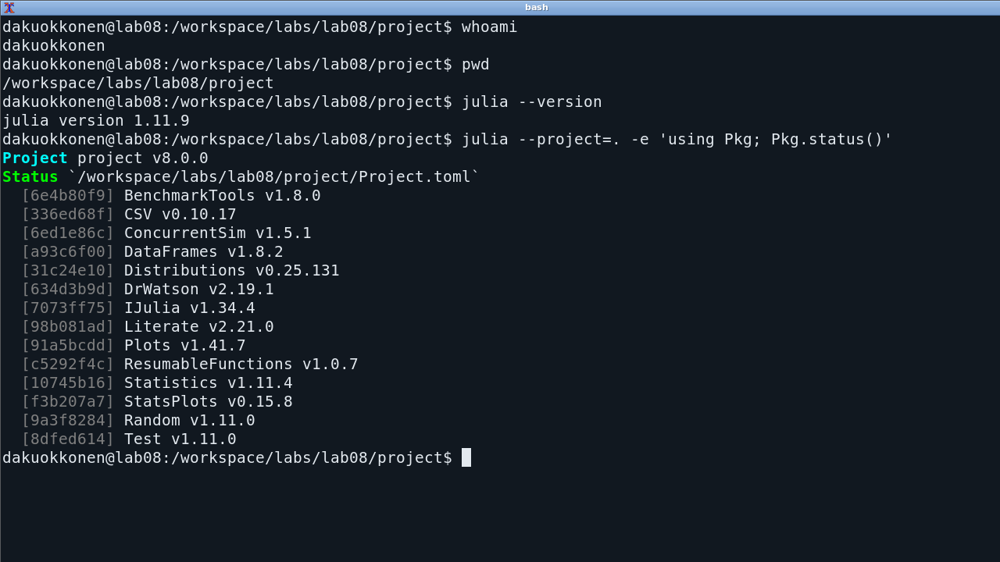 bash
dakuokkonen@lab08:/workspace/labs/lab08/project$ whoami
dakuokkonen
dakuokkonen@lab08:/workspace/labs/lab08/project$ pwd
/workspace/labs/lab08/project
dakuokkonen@lab08:/workspace/labs/lab08/project$ julia --version
julia version 1.11.9
dakuokkonen@lab08:/workspace/labs/lab08/project$ julia --project=. -e 'using Pkg; Pkg.status()'
Project project v8.0.0
Status `/workspace/labs/lab08/project/Project.toml`
  [6e4b80f9] BenchmarkTools v1.8.0
  [336ed68f] CSV v0.10.17
  [6ed1e86c] ConcurrentSim v1.5.1
  [a93c6f00] DataFrames v1.8.2
  [31c24e10] Distributions v0.25.131
  [634d3b9d] DrWatson v2.19.1
  [7073ff75] IJulia v1.34.4
  [98b081ad] Literate v2.21.0
  [91a5bcdd] Plots v1.41.7
  [c5292f4c] ResumableFunctions v1.0.7
  [10745b16] Statistics v1.11.4
  [f3b207a7] StatsPlots v0.15.8
  [9a3f8284] Random v1.11.0
  [8dfed614] Test v1.11.0
dakuokkonen@lab08:/workspace/labs/lab08/project$